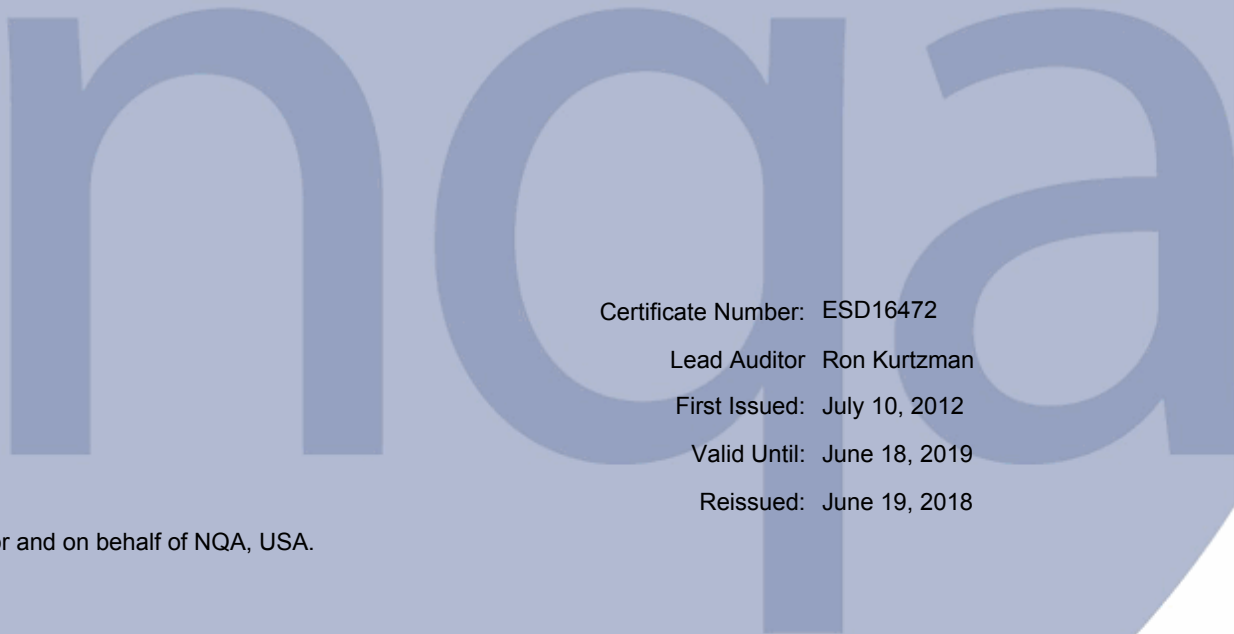 nqa
Certificate Number: ESD16472
Lead Auditor Ron Kurtzman
First Issued: July 10, 2012
Valid Until: June 18, 2019
Reissued: June 19, 2018
and on behalf of NQA, USA.